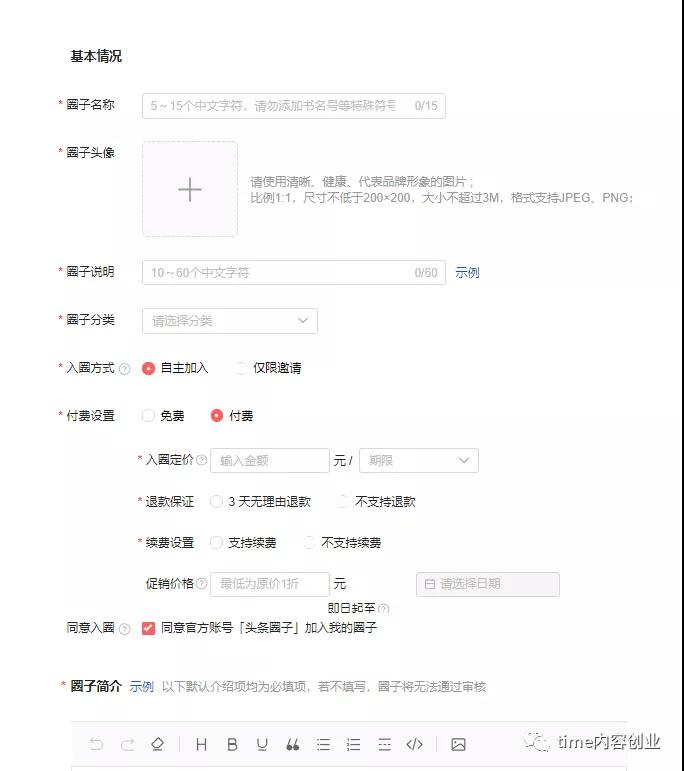 基本情况
* 圈子名称 5～15个中文字符，请勿添加书名号等特殊符号 0/15
* 圈子头像
请使用清晰、健康、代表品牌形象的图片；
比例1:1，尺寸不低于200×200，大小不超过3M，格式支持JPEG、PNG；
* 圈子说明 10～60个中文字符 0/60 示例
* 圈子分类 请选择分类
* 入圈方式 ? 自主加入 仅限邀请
* 付费设置 免费 付费
* 入圈定价 ? 输入金额 元 / 期限
* 退款保证 3 天无理由退款 不支持退款
* 续费设置 支持续费 不支持续费
促销价格 ? 最低为原价1折 元 请选择日期
即日起至 ?
同意入圈 ? 同意官方账号「头条圈子」加入我的圈子
* 圈子简介 示例 以下默认介绍项均为必填项，若不填写，圈子将无法通过审核
H B U </>
time内容创业